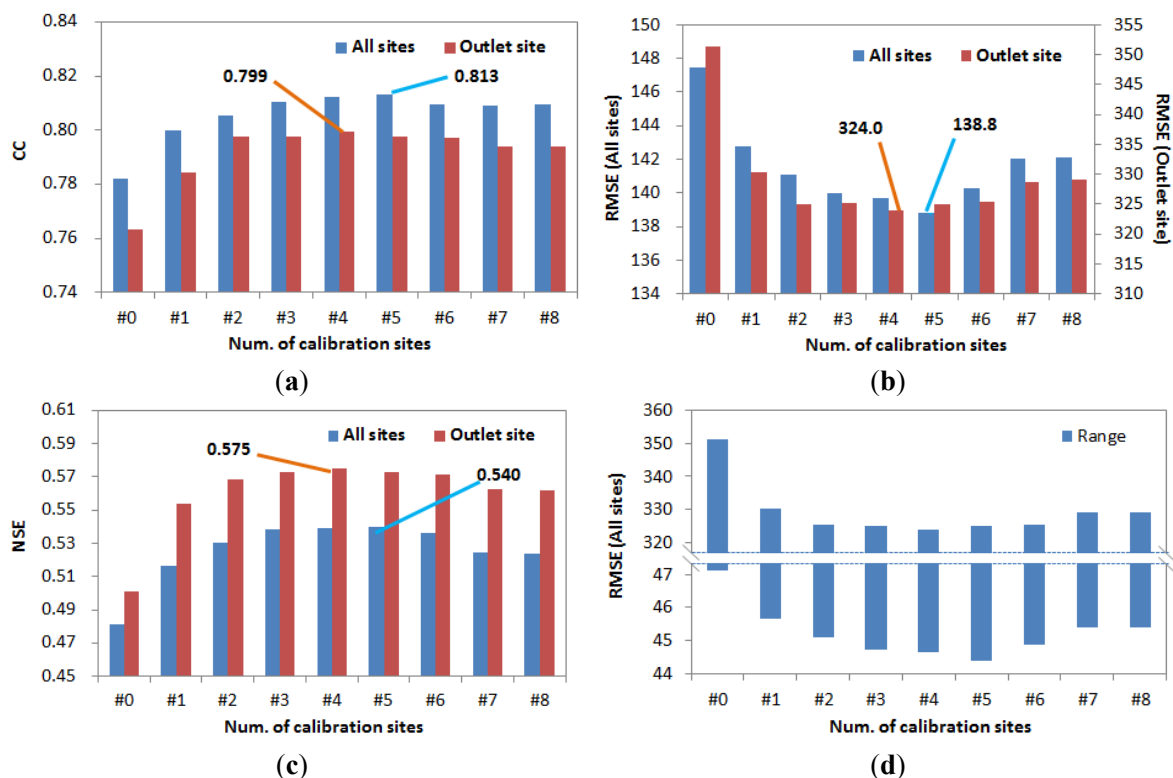 0.84
0.82
0.80
0.78
0.76
0.74
CC
All sites
Outlet site
0.799
0.813
#0 #1 #2 #3 #4 #5 #6 #7 #8
Num. of calibration sites
(a)
150
148
146
144
142
140
138
136
134
RMSE (All sites)
All sites
Outlet site
324.0
138.8
355
350
345
340
335
330
325
320
315
310
RMSE (Outlet site)
#0 #1 #2 #3 #4 #5 #6 #7 #8
Num. of calibration sites
(b)
0.61
0.59
0.57
0.55
0.53
0.51
0.49
0.47
0.45
NSE
All sites
Outlet site
0.575
0.540
#0 #1 #2 #3 #4 #5 #6 #7 #8
Num. of calibration sites
(c)
360
350
340
330
320
47
46
45
44
RMSE (All sites)
Range
#0 #1 #2 #3 #4 #5 #6 #7 #8
Num. of calibration sites
(d)